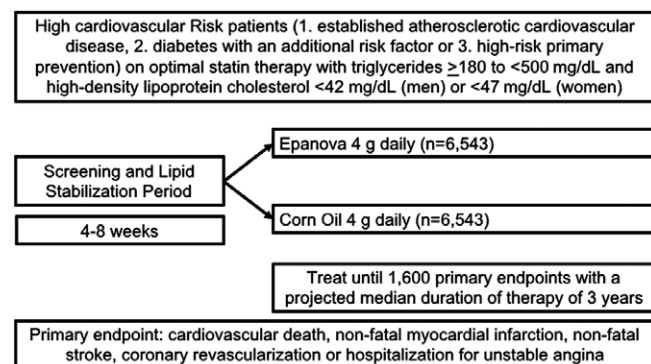 High cardiovascular Risk patients (1. established atherosclerotic cardiovascular
disease, 2. diabetes with an additional risk factor or 3. high-risk primary
prevention) on optimal statin therapy with triglycerides ≥180 to <500 mg/dL and
high-density lipoprotein cholesterol <42 mg/dL (men) or <47 mg/dL (women)
Epanova 4 g daily (n=6,543)
Screening and Lipid
Stabilization Period
4-8 weeks
Corn Oil 4 g daily (n=6,543)
Treat until 1,600 primary endpoints with a
projected median duration of therapy of 3 years
Primary endpoint: cardiovascular death, non-fatal myocardial infarction, non-fatal
stroke, coronary revascularization or hospitalization for unstable angina